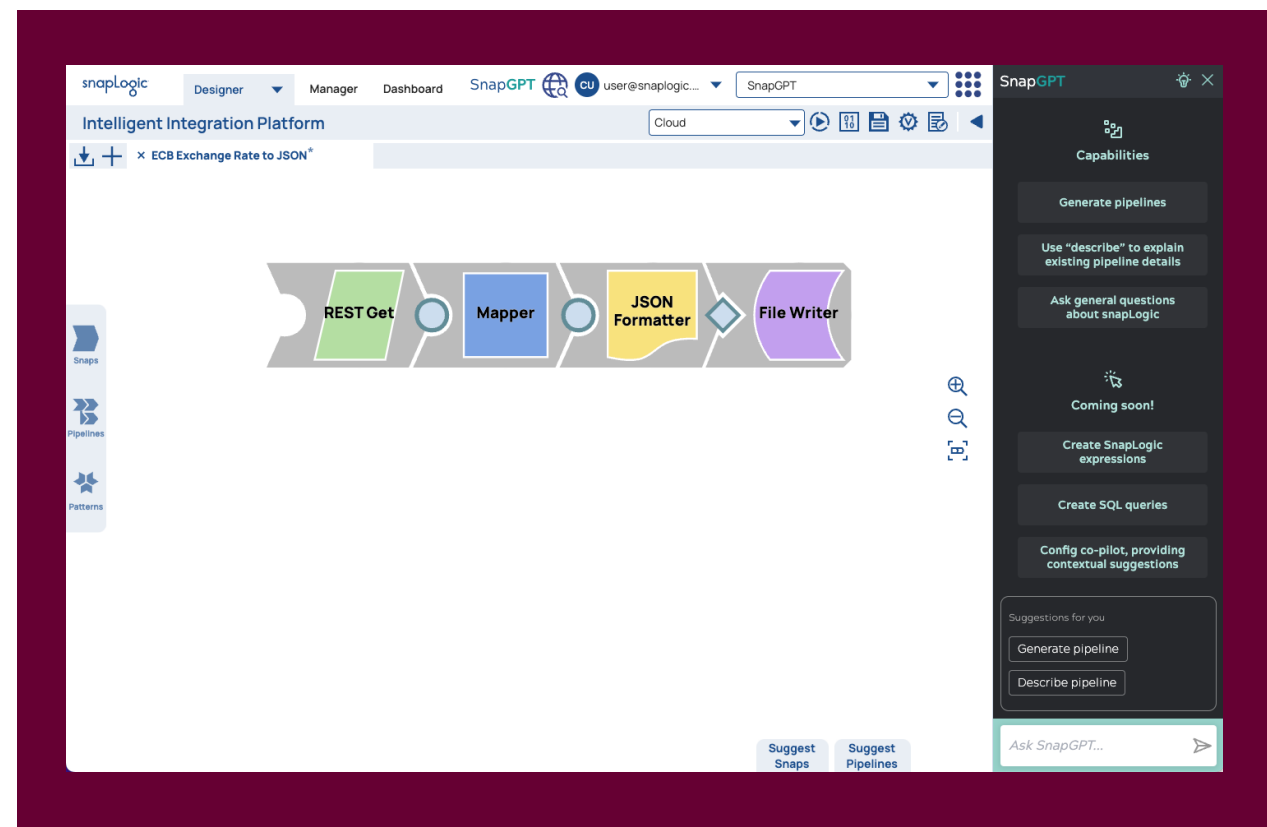 snapLogic
Designer
Manager
Dashboard
SnapGPT
CU
user@snaplogic...
SnapGPT
Intelligent Integration Platform
Cloud
× ECB Exchange Rate to JSON*
REST Get
Mapper
JSON
Formatter
File Writer
Snaps
Pipelines
Patterns
Suggest
Snaps
Suggest
Pipelines
SnapGPT
Capabilities
Generate pipelines
Use “describe” to explain
existing pipeline details
Ask general questions
about snapLogic
Coming soon!
Create SnapLogic
expressions
Create SQL queries
Config co-pilot, providing
contextual suggestions
Suggestions for you
Generate pipeline
Describe pipeline
Ask SnapGPT...